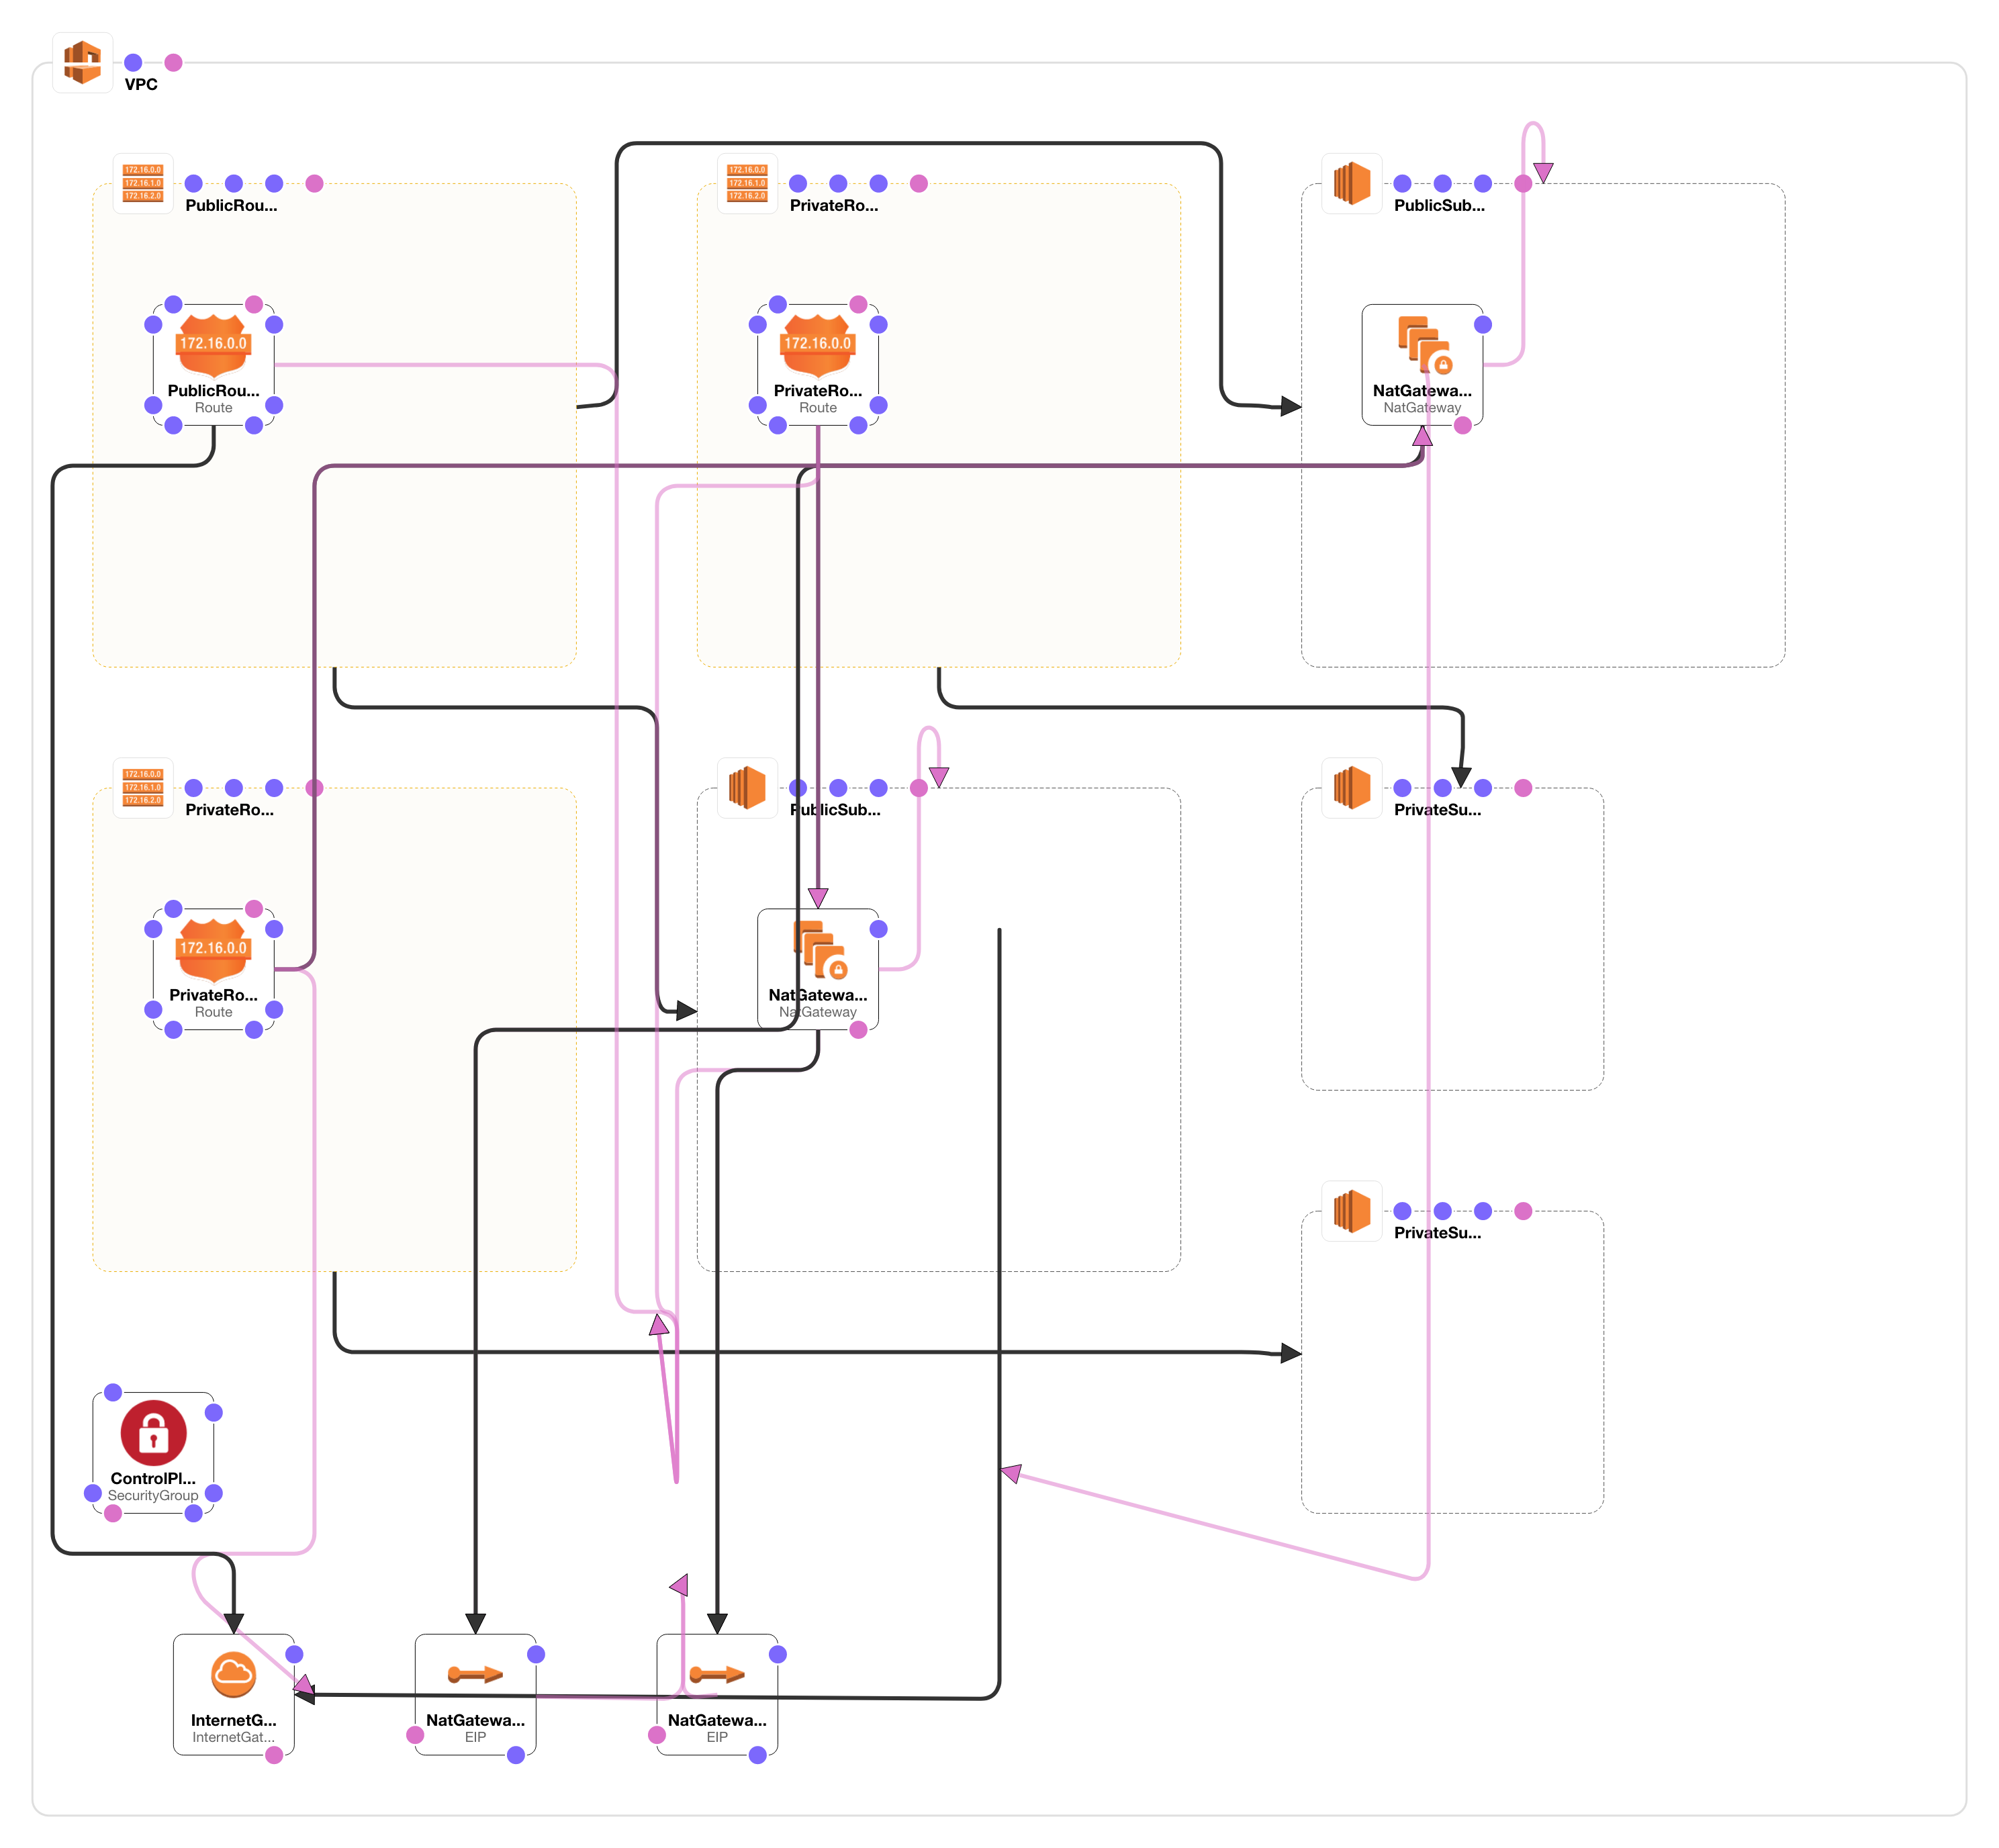 VPC
172.16.0.0
172.16.1.0
172.16.2.0
PublicRou...
172.16.0.0
172.16.1.0
172.16.2.0
PrivateRo...
PublicSub...
172.16.0.0
PublicRou...
Route
172.16.0.0
PrivateRo...
Route
NatGatewa...
NatGateway
172.16.0.0
172.16.1.0
172.16.2.0
PrivateRo...
PublicSub...
PrivateSu...
172.16.0.0
PrivateRo...
Route
NatGatewa...
NatGateway
PrivateSu...
ControlPl...
SecurityGroup
InternetG...
InternetGat...
NatGatewa...
EIP
NatGatewa...
EIP